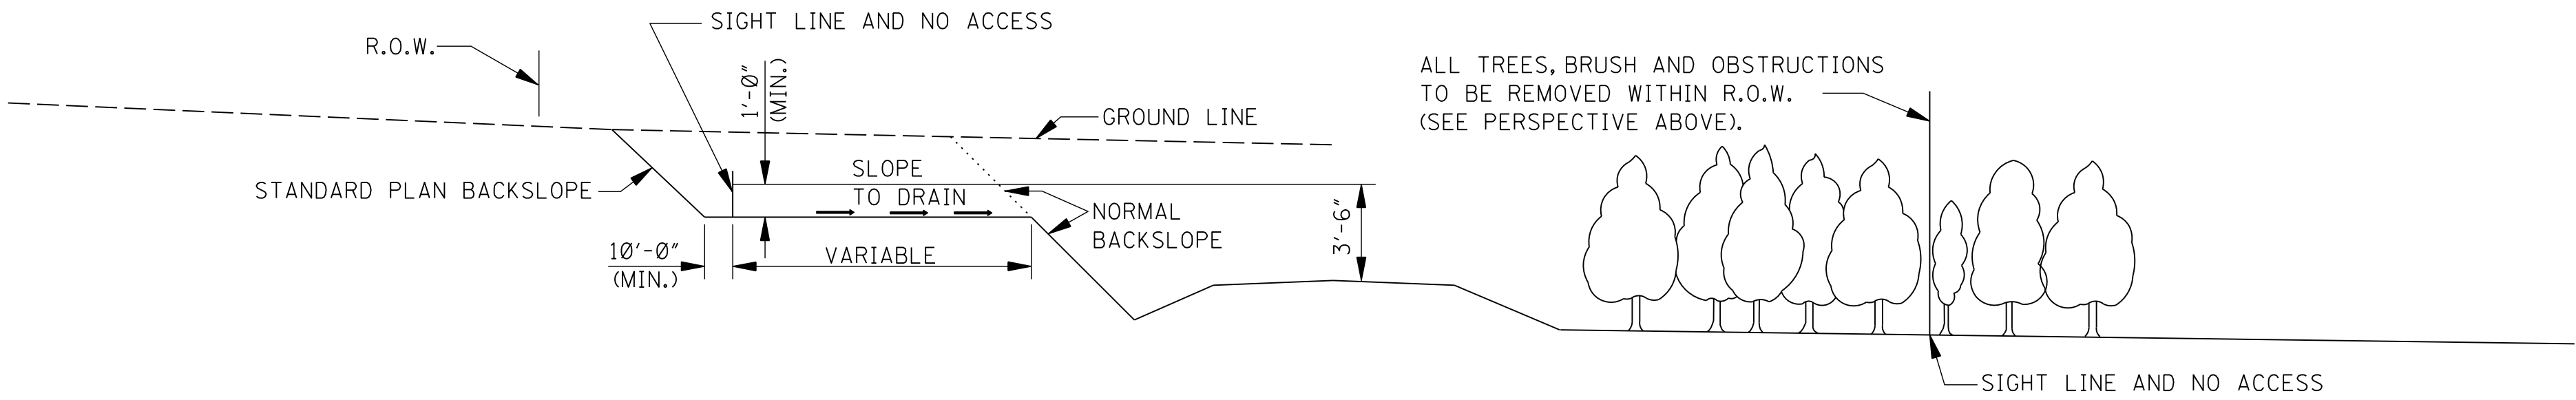 SIGHT LINE AND NO ACCESS
R.O.W.
1'-0"
(MIN.)
ALL TREES, BRUSH AND OBSTRUCTIONS
TO BE REMOVED WITHIN R.O.W.
(SEE PERSPECTIVE ABOVE).
GROUND LINE
STANDARD PLAN BACKSLOPE
SLOPE
TO DRAIN
NORMAL
BACKSLOPE
3'-6"
10'-0"
(MIN.)
VARIABLE
SIGHT LINE AND NO ACCESS